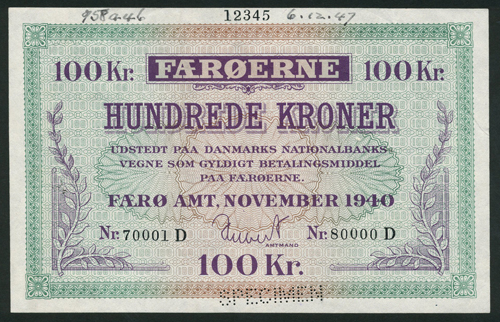 12345 6.12.47
100 Kr. FÆRØERNE 100 Kr.
HUNDREDE KRONER
UDSTEDT PAA DANMARKS NATIONALBANKS
VEGNE SOM GYLDIGT BETALINGSMIDDEL
PAA FÆRØERNE.
FÆRØ AMT, NOVEMBER 1940
Nr. 70001 D Nr. 80000 D
AMTMAND
100 Kr.
SPECIMEN